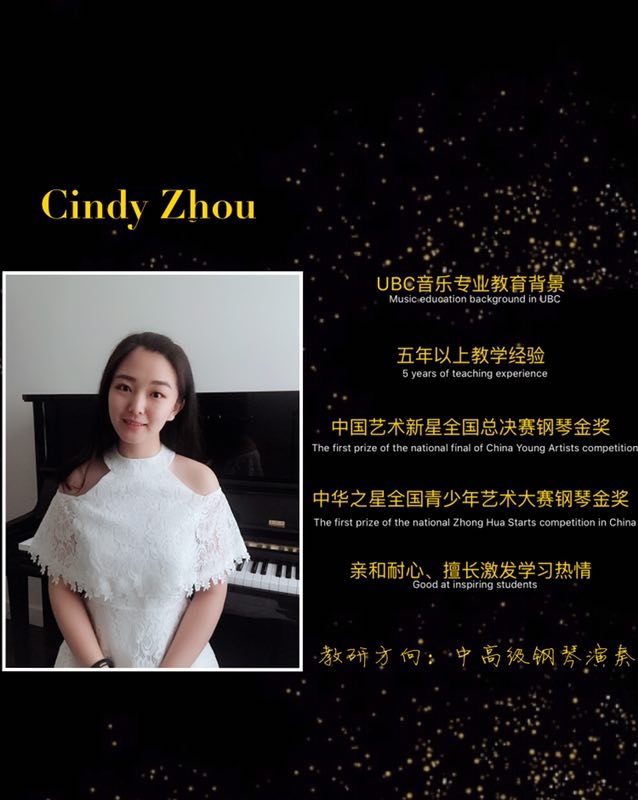 Cindy Zhou
UBC音乐专业教育背景
Music education background in UBC
五年以上教学经验
5 years of teaching experience
中国艺术新星全国总决赛钢琴金奖
The first prize of the national final of China Young Artists competition
中华之星全国青少年艺术大赛钢琴金奖
The first prize of the national Zhong Hua Starts competition in China
亲和耐心、擅长激发学习热情
Good at inspiring students
教研方向：中高级钢琴演奏